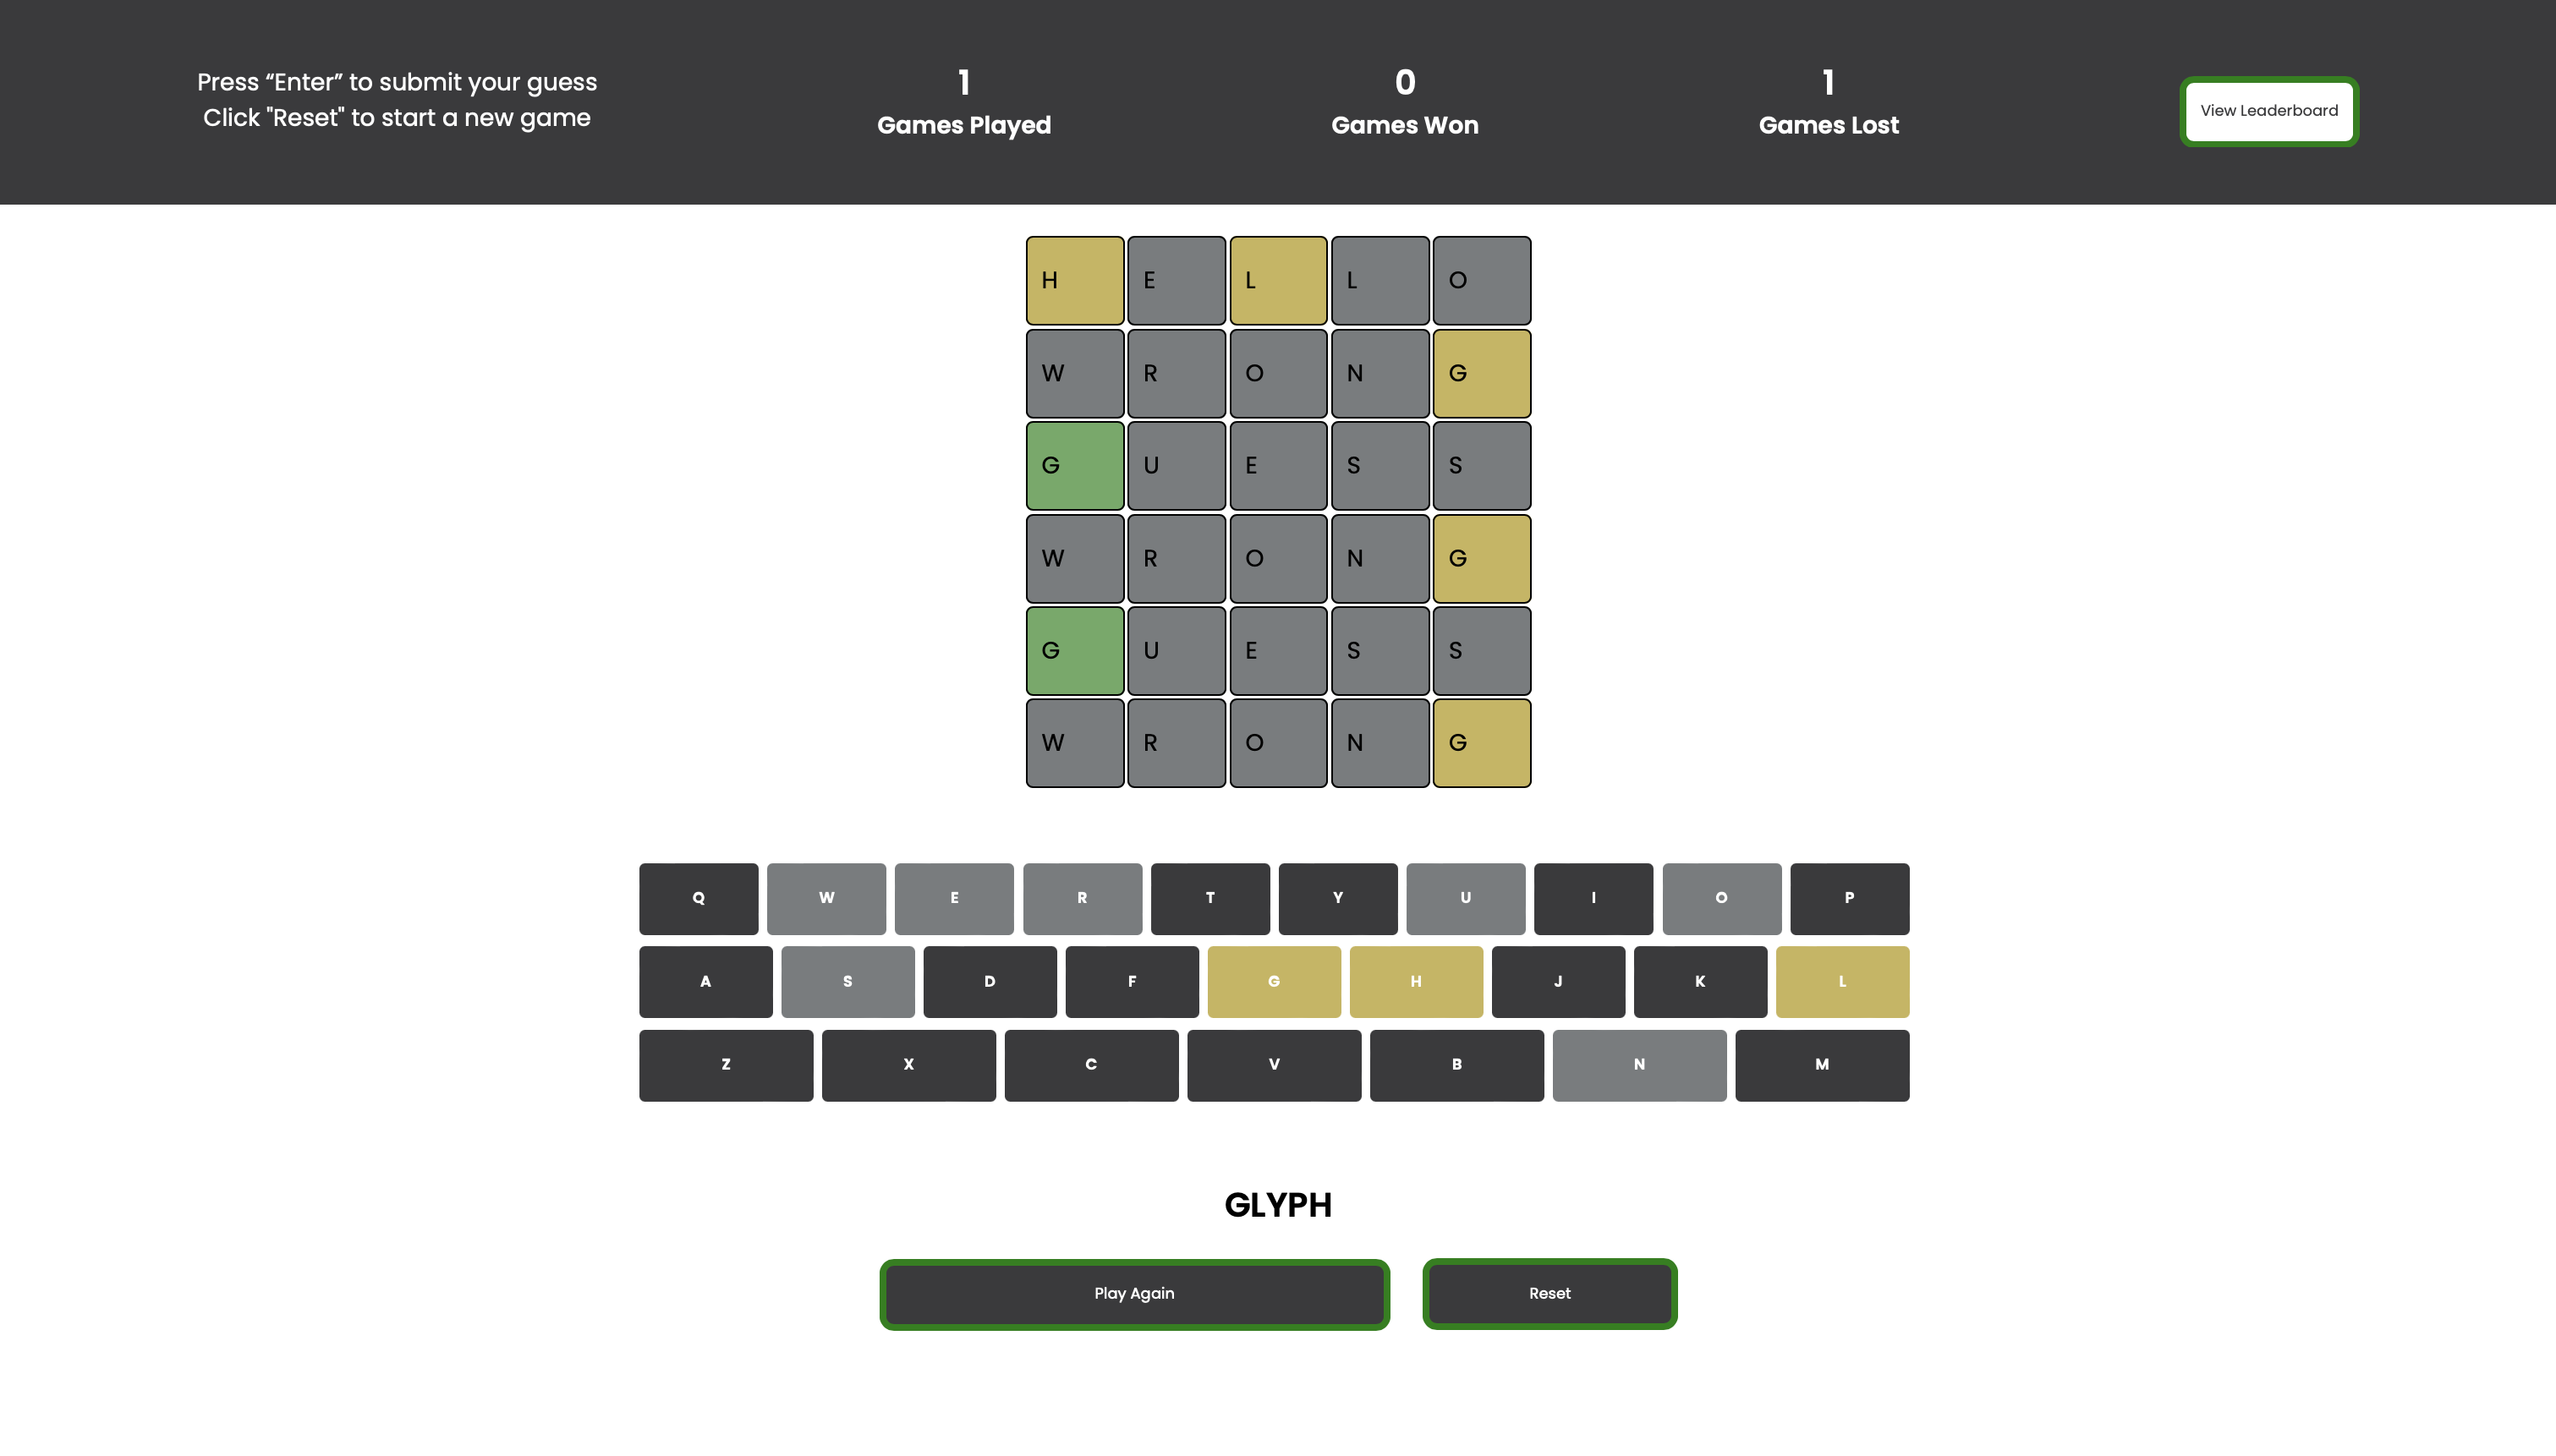 Press “Enter” to submit your guess
Click "Reset" to start a new game
1
Games Played
0
Games Won
1
Games Lost
View Leaderboard
H E L L O
W R O N G
G U E S S
W R O N G
G U E S S
W R O N G
Q W E R T Y U I O P
A S D F G H J K L
Z X C V B N M
GLYPH
Play Again
Reset